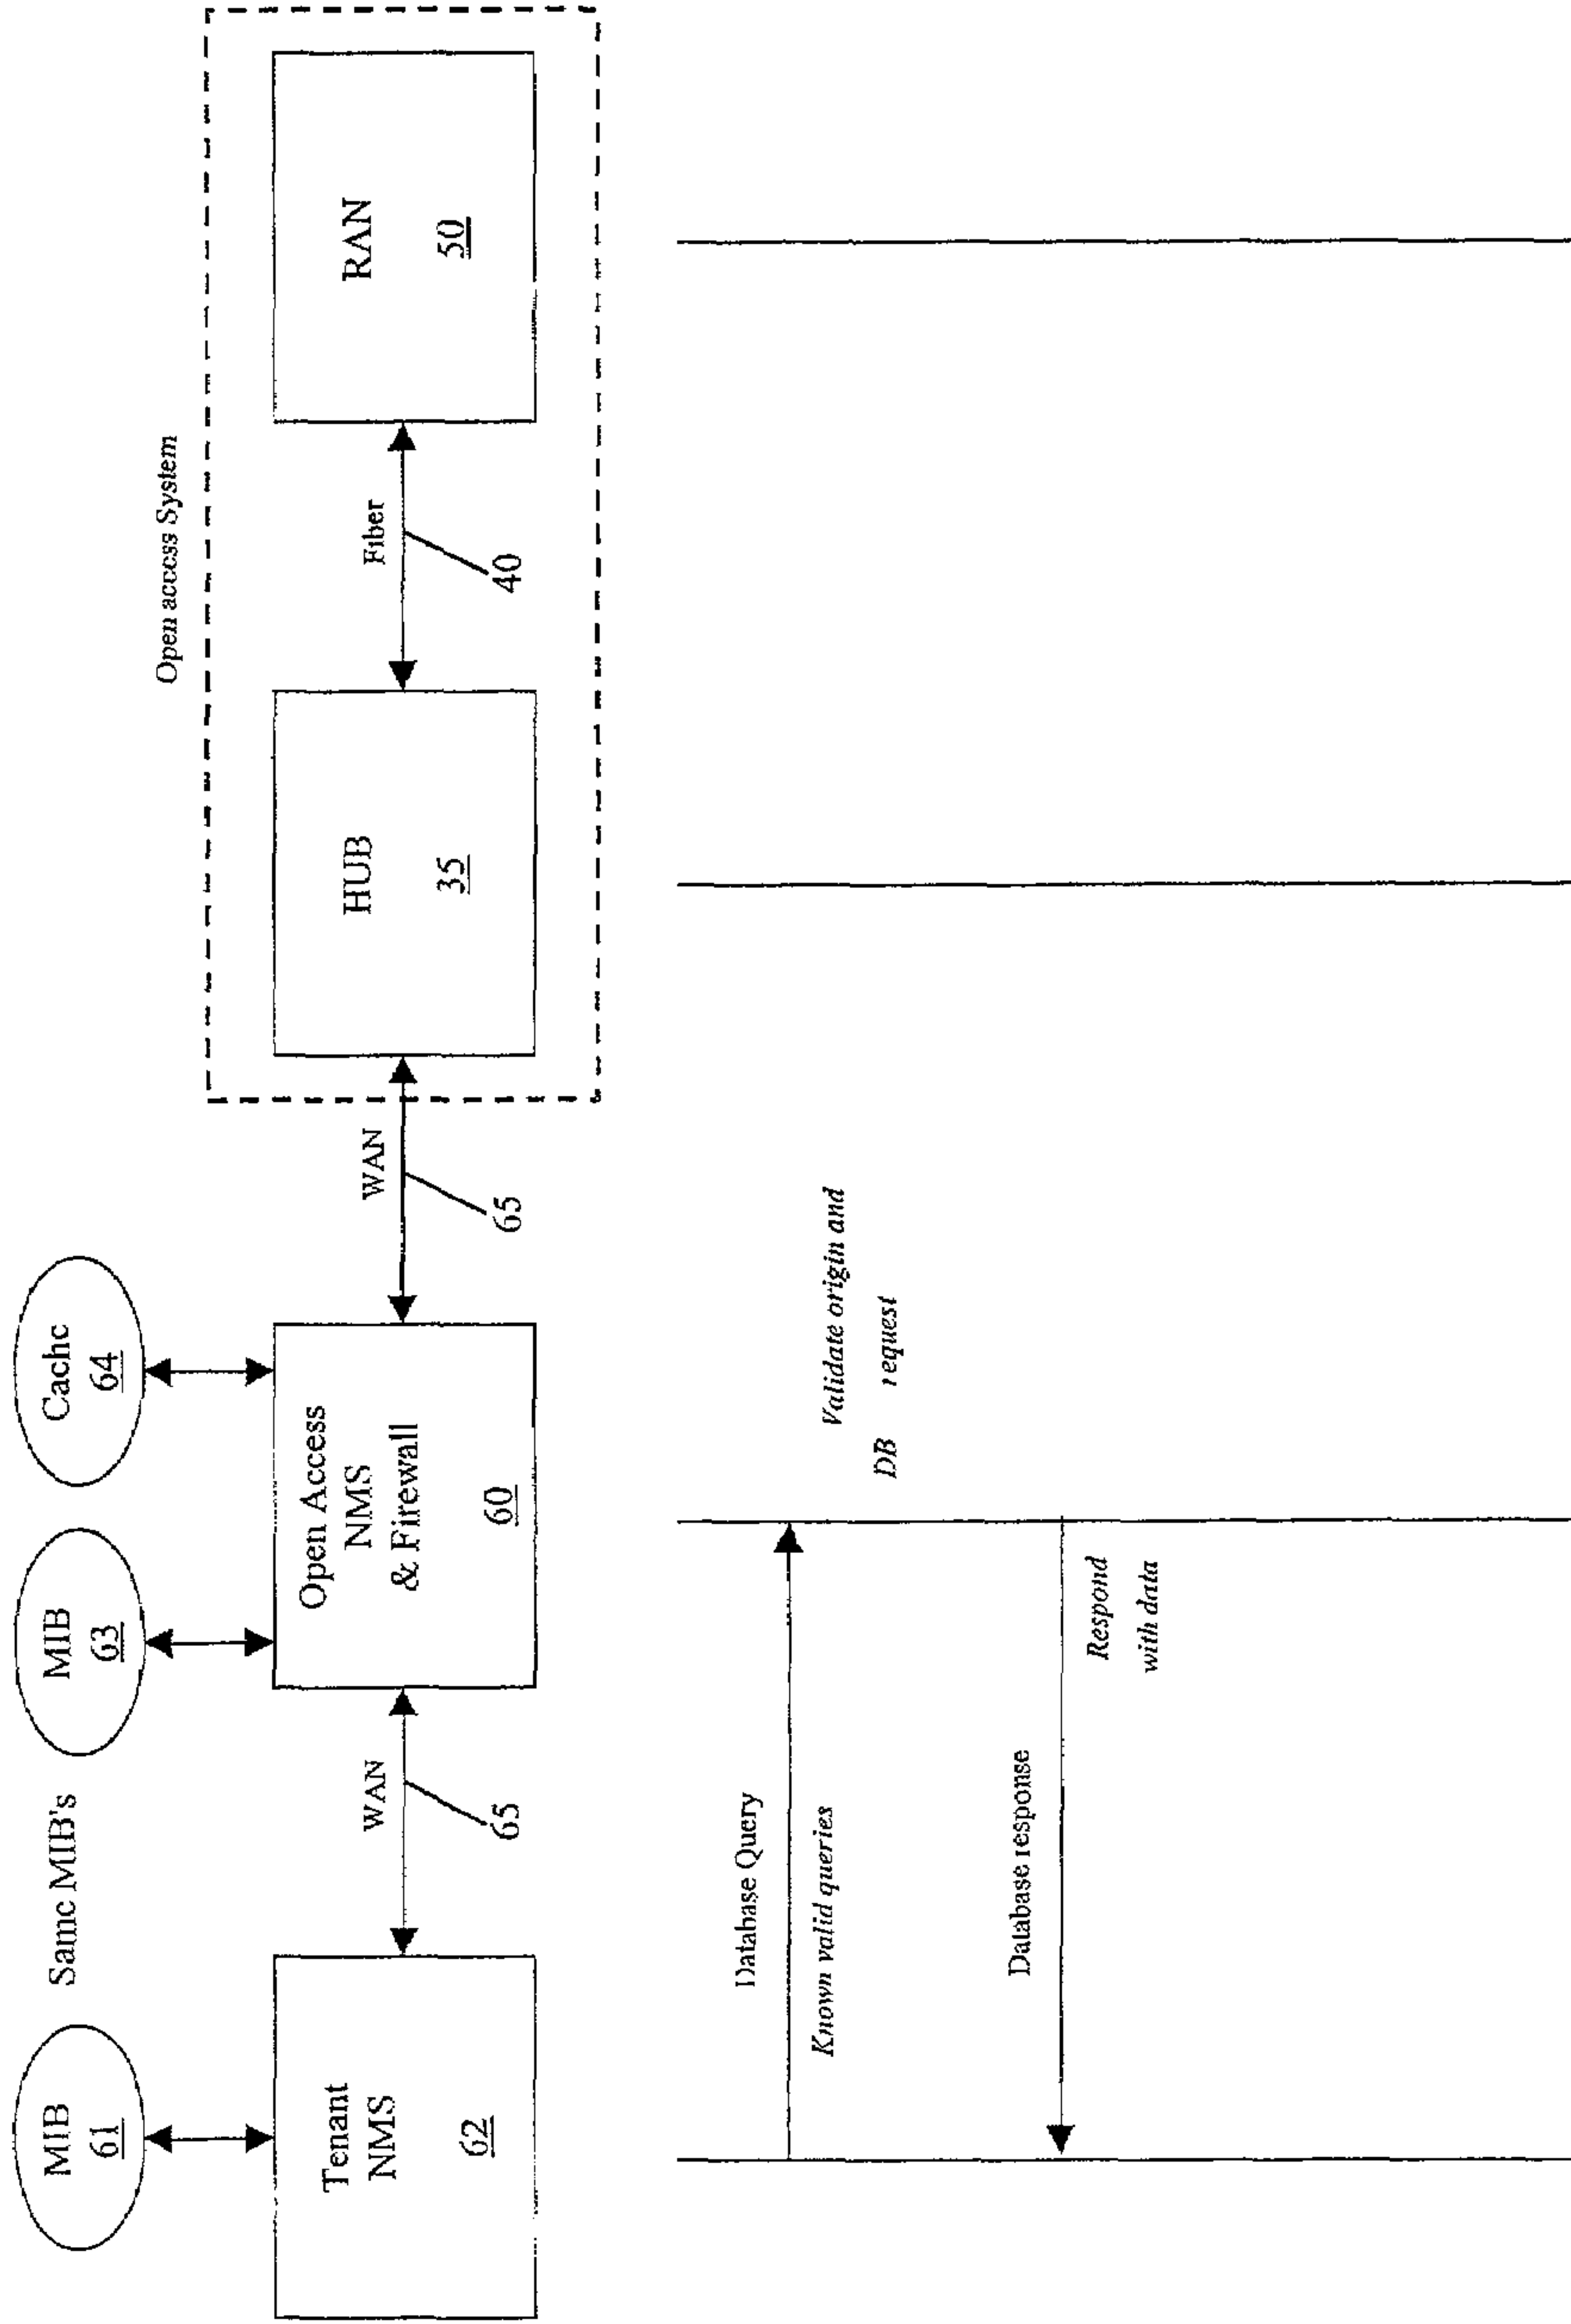 MIB
61
Same MIB's
MIB
63
Cache
64
Open access System
Tenant
NMS
62
WAN
65
Open Access
NMS
& Firewall
60
WAN
65
HUB
35
Fiber
40
RAN
50
Database Query
Known valid queries
Validate origin and
DB request
Database response
Respond
with data